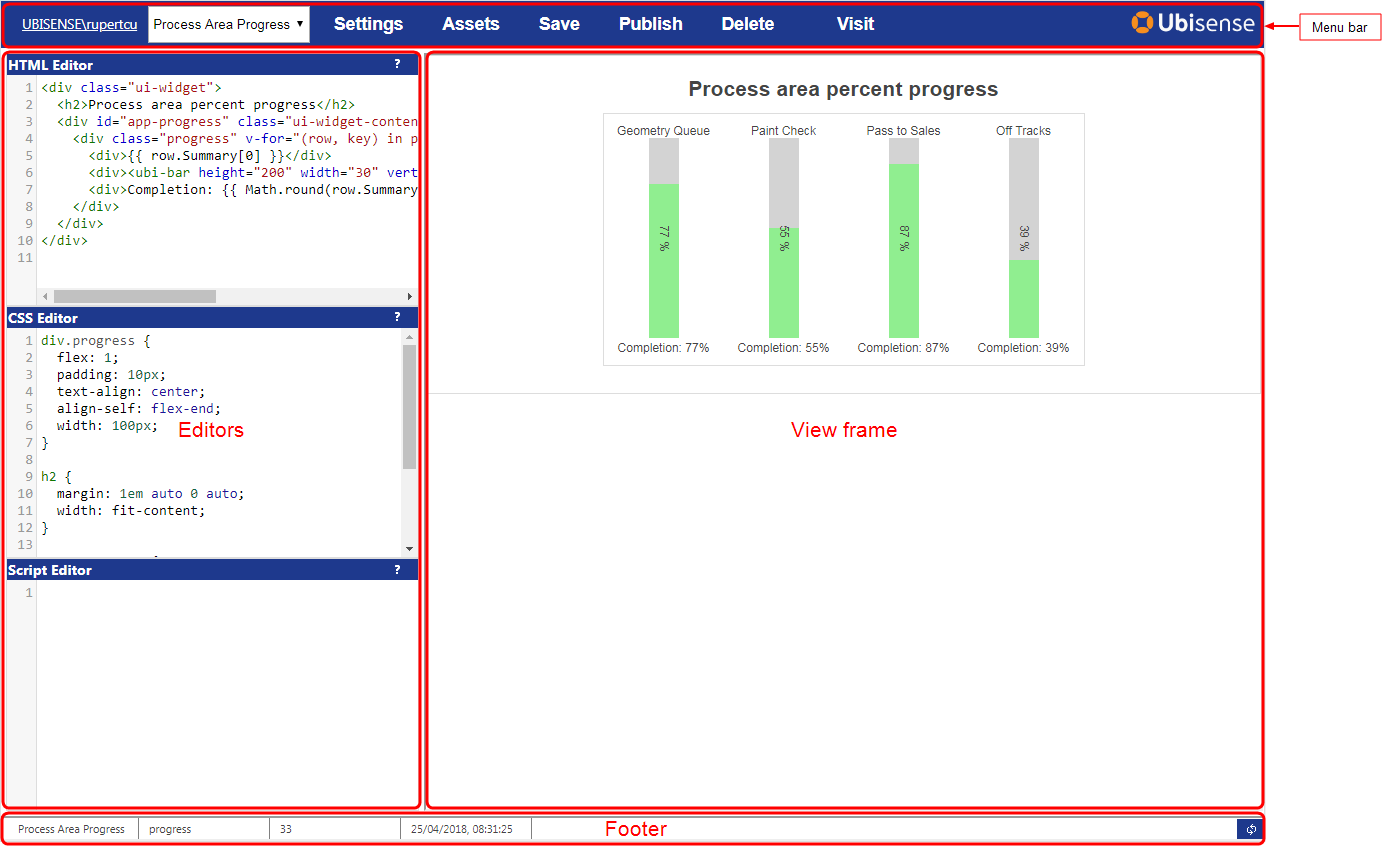 UBISENSE\rupertcu Process Area Progress Settings Assets Save Publish Delete Visit Ubisense
Menu bar
HTML Editor ?
1 <div class="ui-widget">
2 <h2>Process area percent progress</h2>
3 <div id="app-progress" class="ui-widget-conten
4 <div class="progress" v-for="(row, key) in p
5 <div>{{ row.Summary[0] }}</div>
6 <div><ubi-bar height="200" width="30" vert
7 <div>Completion: {{ Math.round(row.Summary
8 </div>
9 </div>
10 </div>
11
CSS Editor ?
1 div.progress {
2 flex: 1;
3 padding: 10px;
4 text-align: center;
5 align-self: flex-end;
6 width: 100px;
7 }
8
9 h2 {
10 margin: 1em auto 0 auto;
11 width: fit-content;
12 }
13
Editors
Script Editor ?
1
Process area percent progress
Geometry Queue Paint Check Pass to Sales Off Tracks
77 % 55 % 87 % 39 %
Completion: 77% Completion: 55% Completion: 87% Completion: 39%
View frame
Process Area Progress progress 33 25/04/2018, 08:31:25 Footer